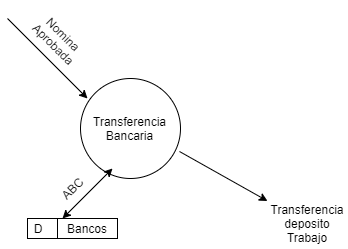 Nomina
Aprobada
Transferencia
Bancaria
ABC
D
Bancos
Transferencia
deposito
Trabajo